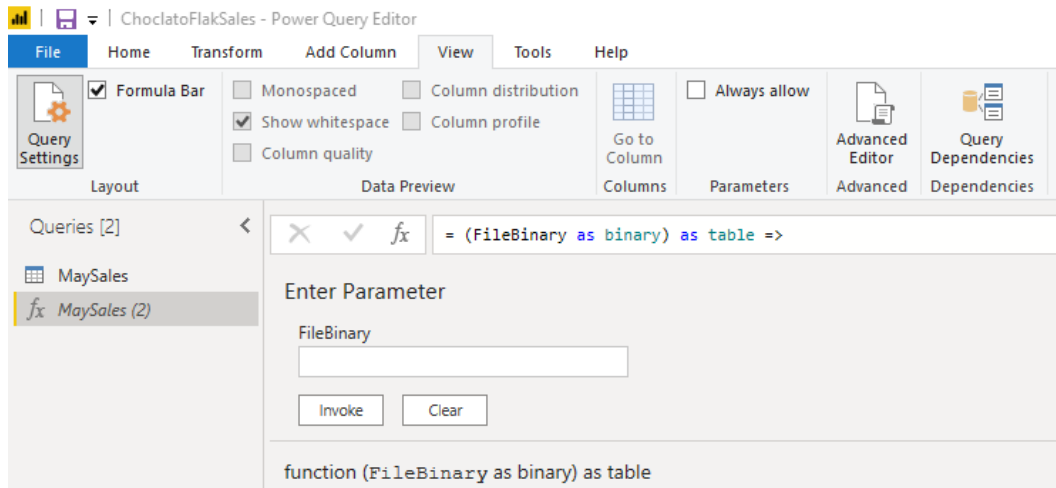 ChoclatoFlakSales - Power Query Editor
File Home Transform Add Column View Tools Help
Formula Bar Monospaced Column distribution Always allow
Show whitespace Column profile
Query Settings Column quality Go to Column Advanced Editor Query Dependencies
Layout Data Preview Columns Parameters Advanced Dependencies
Queries [2] fx = (FileBinary as binary) as table =>
MaySales
Enter Parameter
fx MaySales (2)
FileBinary
Invoke Clear
function (FileBinary as binary) as table